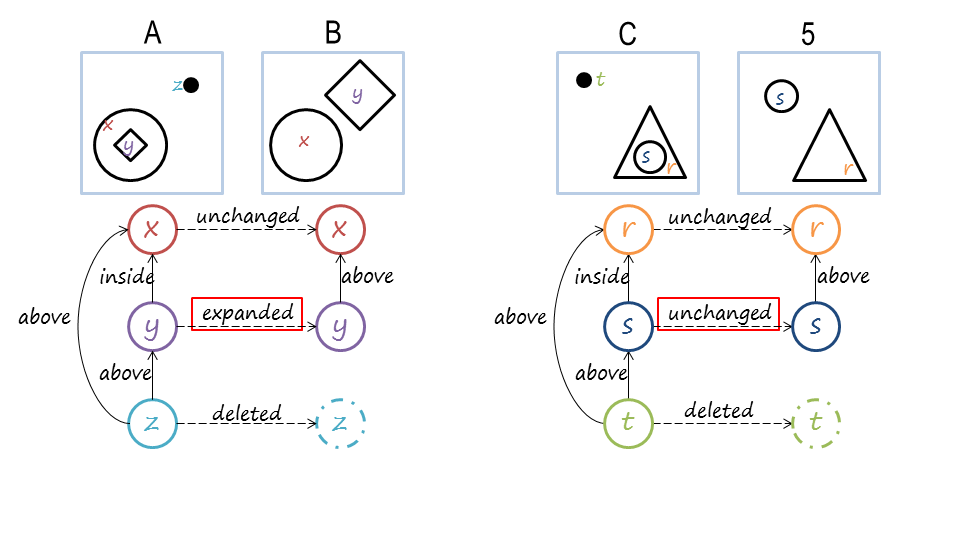 A B C 5
z x y
y x
t s r
s r
x unchanged x r unchanged r
inside above inside above
above above
y expanded y s unchanged s
above above
z deleted z t deleted t